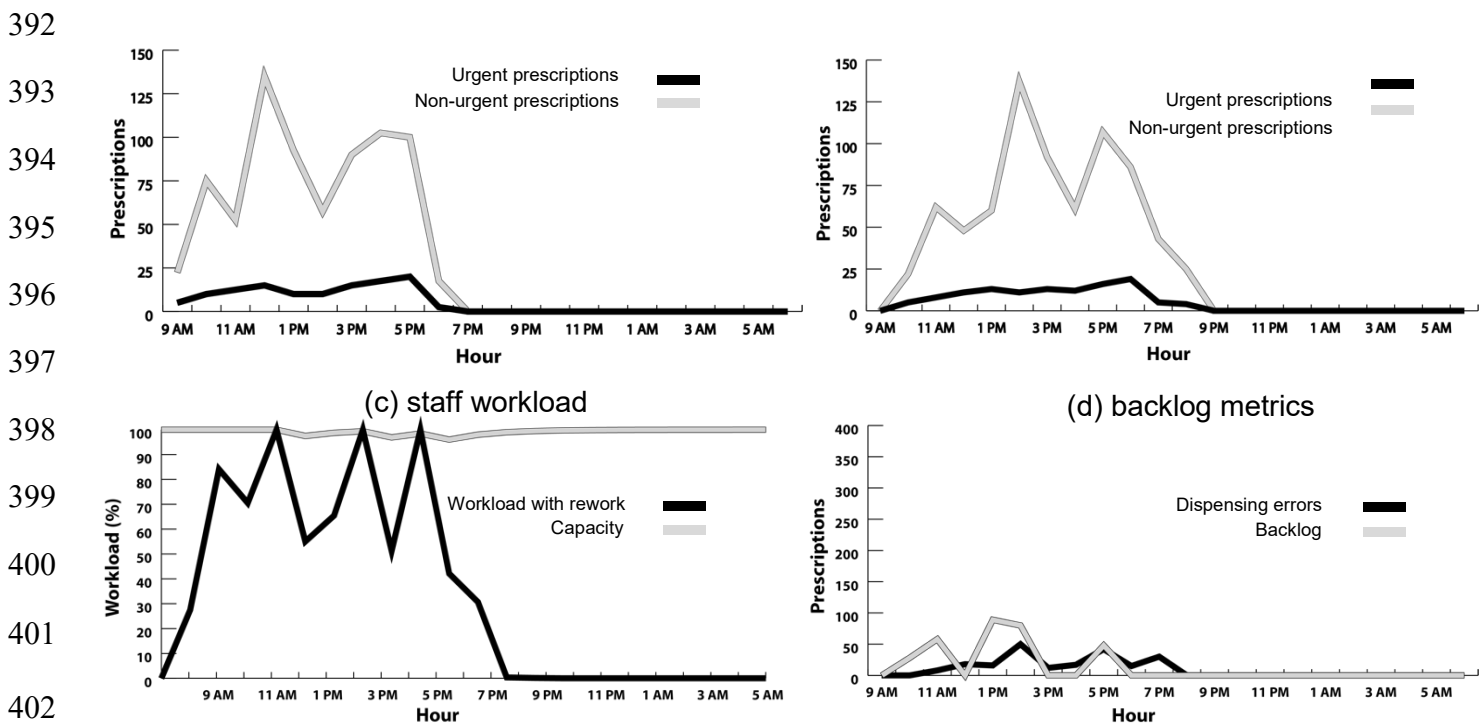 392
393
394
395
396
397
398
399
400
401
402
150
125
100
75
50
25
0
Prescriptions
Urgent prescriptions
Non-urgent prescriptions
9 AM 11 AM 1 PM 3 PM 5 PM 7 PM 9 PM 11 PM 1 AM 3 AM 5 AM
Hour
150
125
100
75
50
25
0
Prescriptions
Urgent prescriptions
Non-urgent prescriptions
9 AM 11 AM 1 PM 3 PM 5 PM 7 PM 9 PM 11 PM 1 AM 3 AM 5 AM
Hour
(c) staff workload
100
90
80
70
60
50
40
30
20
10
0
Workload (%)
Workload with rework
Capacity
9 AM 11 AM 1 PM 3 PM 5 PM 7 PM 9 PM 11 PM 1 AM 3 AM 5 AM
Hour
(d) backlog metrics
400
350
300
250
200
150
100
50
0
Prescriptions
Dispensing errors
Backlog
9 AM 11 AM 1 PM 3 PM 5 PM 7 PM 9 PM 11 PM 1 AM 3 AM 5 AM
Hour